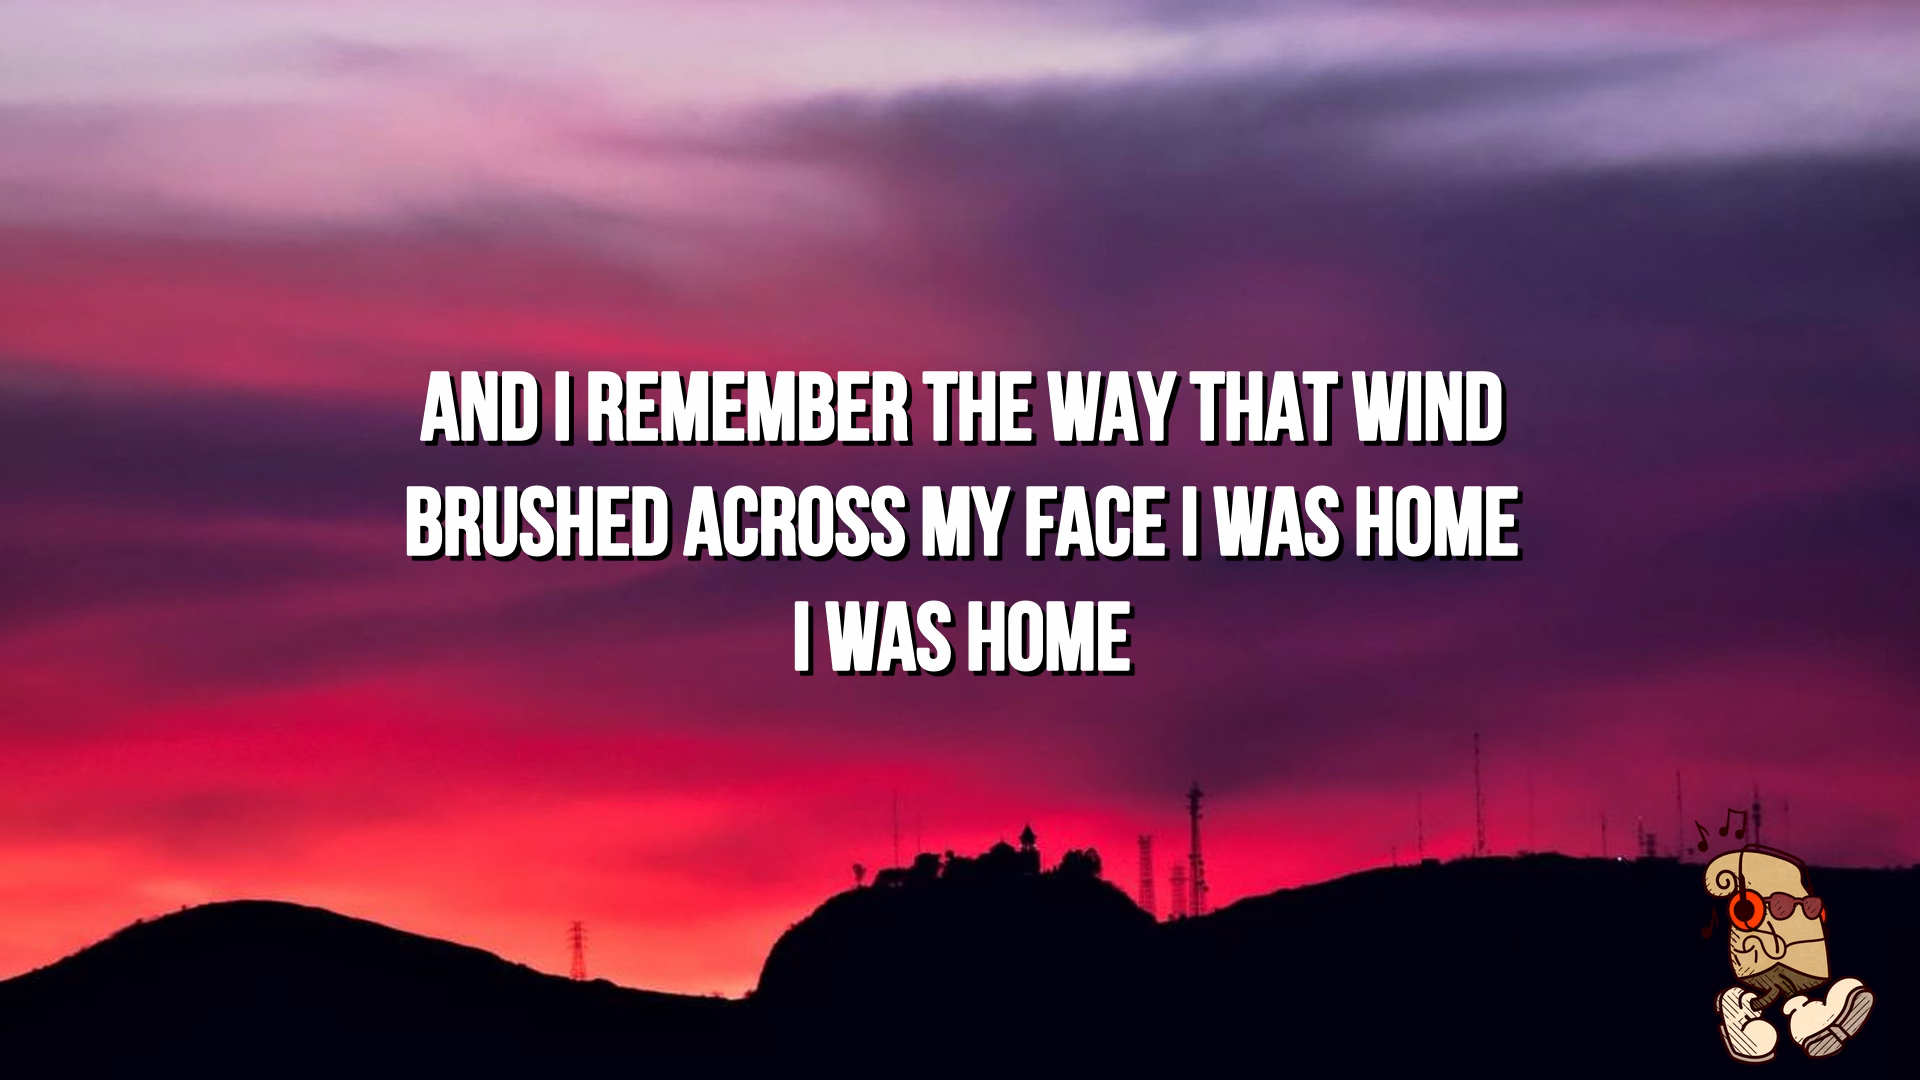 AND I REMEMBER THE WAY THAT WIND
BRUSHED ACROSS MY FACE I WAS HOME
I WAS HOME